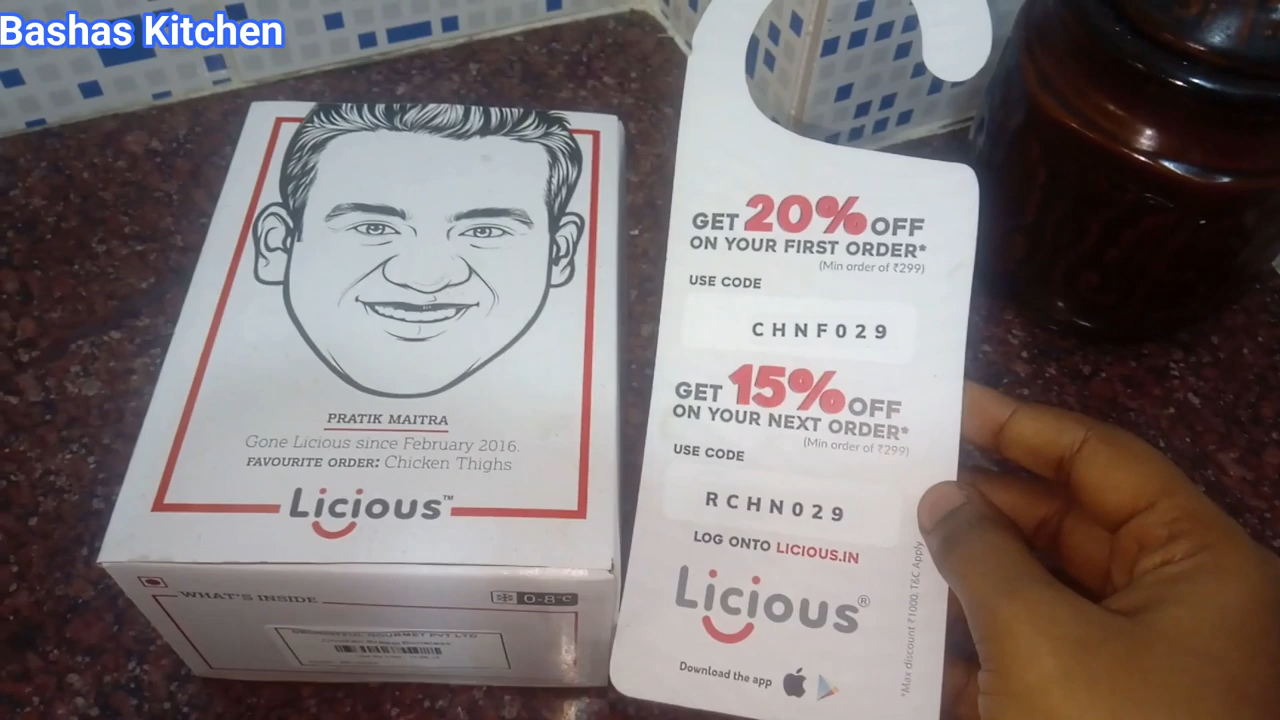 Bashas Kitchen
PRATIK MAITRA
Gone Licious since February 2016.
FAVOURITE ORDER: Chicken Thighs
Licious™
WHAT'S INSIDE
0-8°C
GOURMET PVT LTD
GET 20% OFF
ON YOUR FIRST ORDER*
(Min order of ₹299)
USE CODE
CHNF029
GET 15% OFF
ON YOUR NEXT ORDER*
(Min order of ₹299)
USE CODE
RCHN029
LOG ONTO LICIOUS.IN
Licious®
Download the app
*Max discount ₹1000. T&C Apply